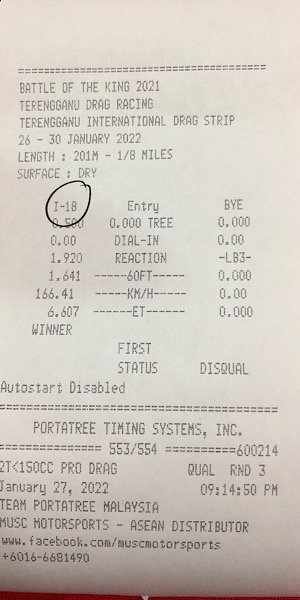 BATTLE OF THE KING 2021
TERENGGANU DRAG RACING
TERENGGANU INTERNATIONAL DRAG STRIP
26 - 30 JANUARY 2022
LENGTH : 201M - 1/8 MILES
SURFACE : DRY
I-18 Entry BYE
0.500 0.000 TREE 0.000
0.00 DIAL-IN 0.00
1.920 REACTION -LB3-
1.641 -----60FT----- 0.000
166.41 -----KM/H------ 0.00
6.607 ------ET------ 0.000
WINNER
FIRST
STATUS DISQUAL
Autostart Disabled
========================================
PORTATREE TIMING SYSTEMS, INC.
=============== 553/554 ==========600214
2T<150CC PRO DRAG QUAL RND 3
January 27, 2022 09:14:50 PM
TEAM PORTATREE MALAYSIA
MUSC MOTORSPORTS - ASEAN DISTRIBUTOR
www.facebook.com/muscmotorsports
+6016-6681490